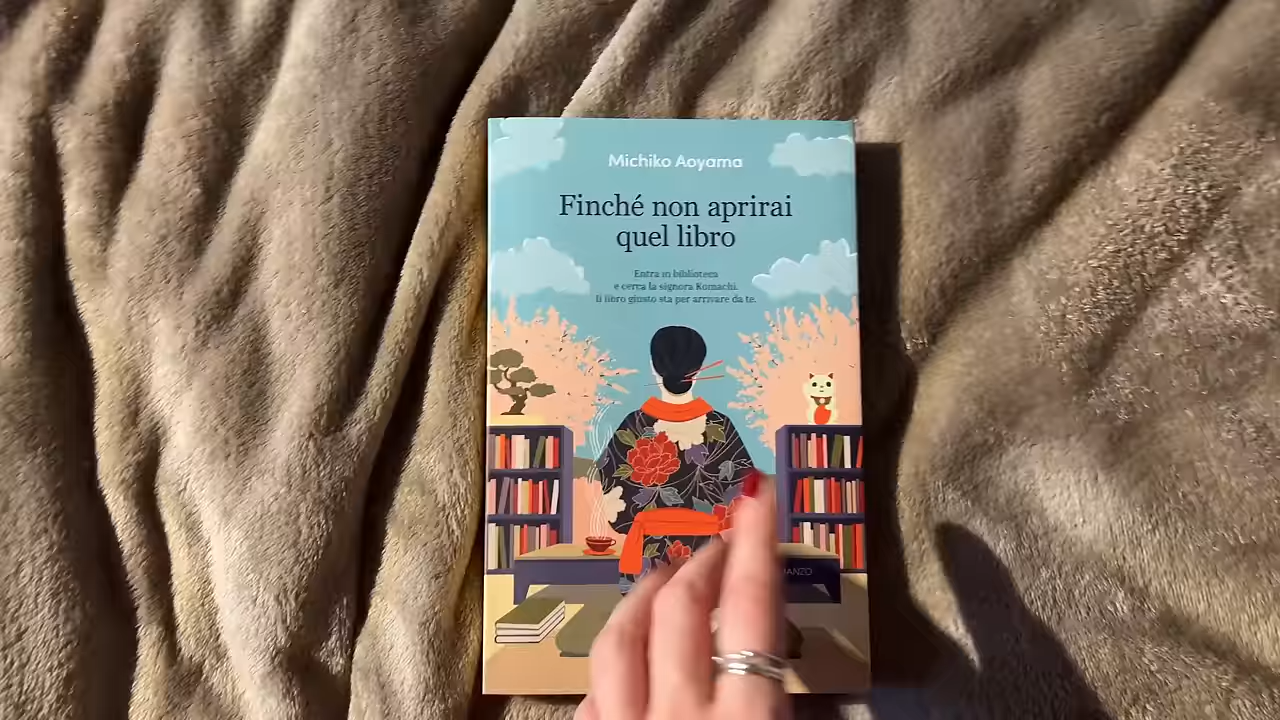 Michiko Aoyama
Finché non aprirai
quel libro
Entra in biblioteca
e cerca la signora Komachi.
Il libro giusto sta per arrivare da te.